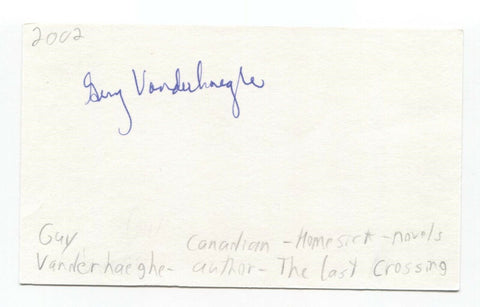 2002
Guy Vanderhaeghe
Guy Canadian - Homesick - novels
Vanderhaeghe - author - The Last Crossing